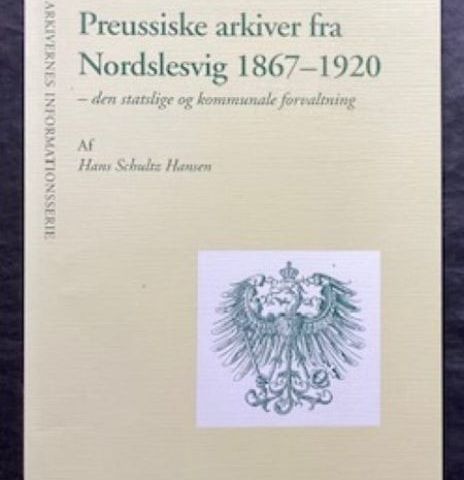 ARKIVERNES INFORMATIONSSERIE
Preussiske arkiver fra
Nordslesvig 1867–1920
– den statslige og kommunale forvaltning
Af
Hans Schultz Hansen